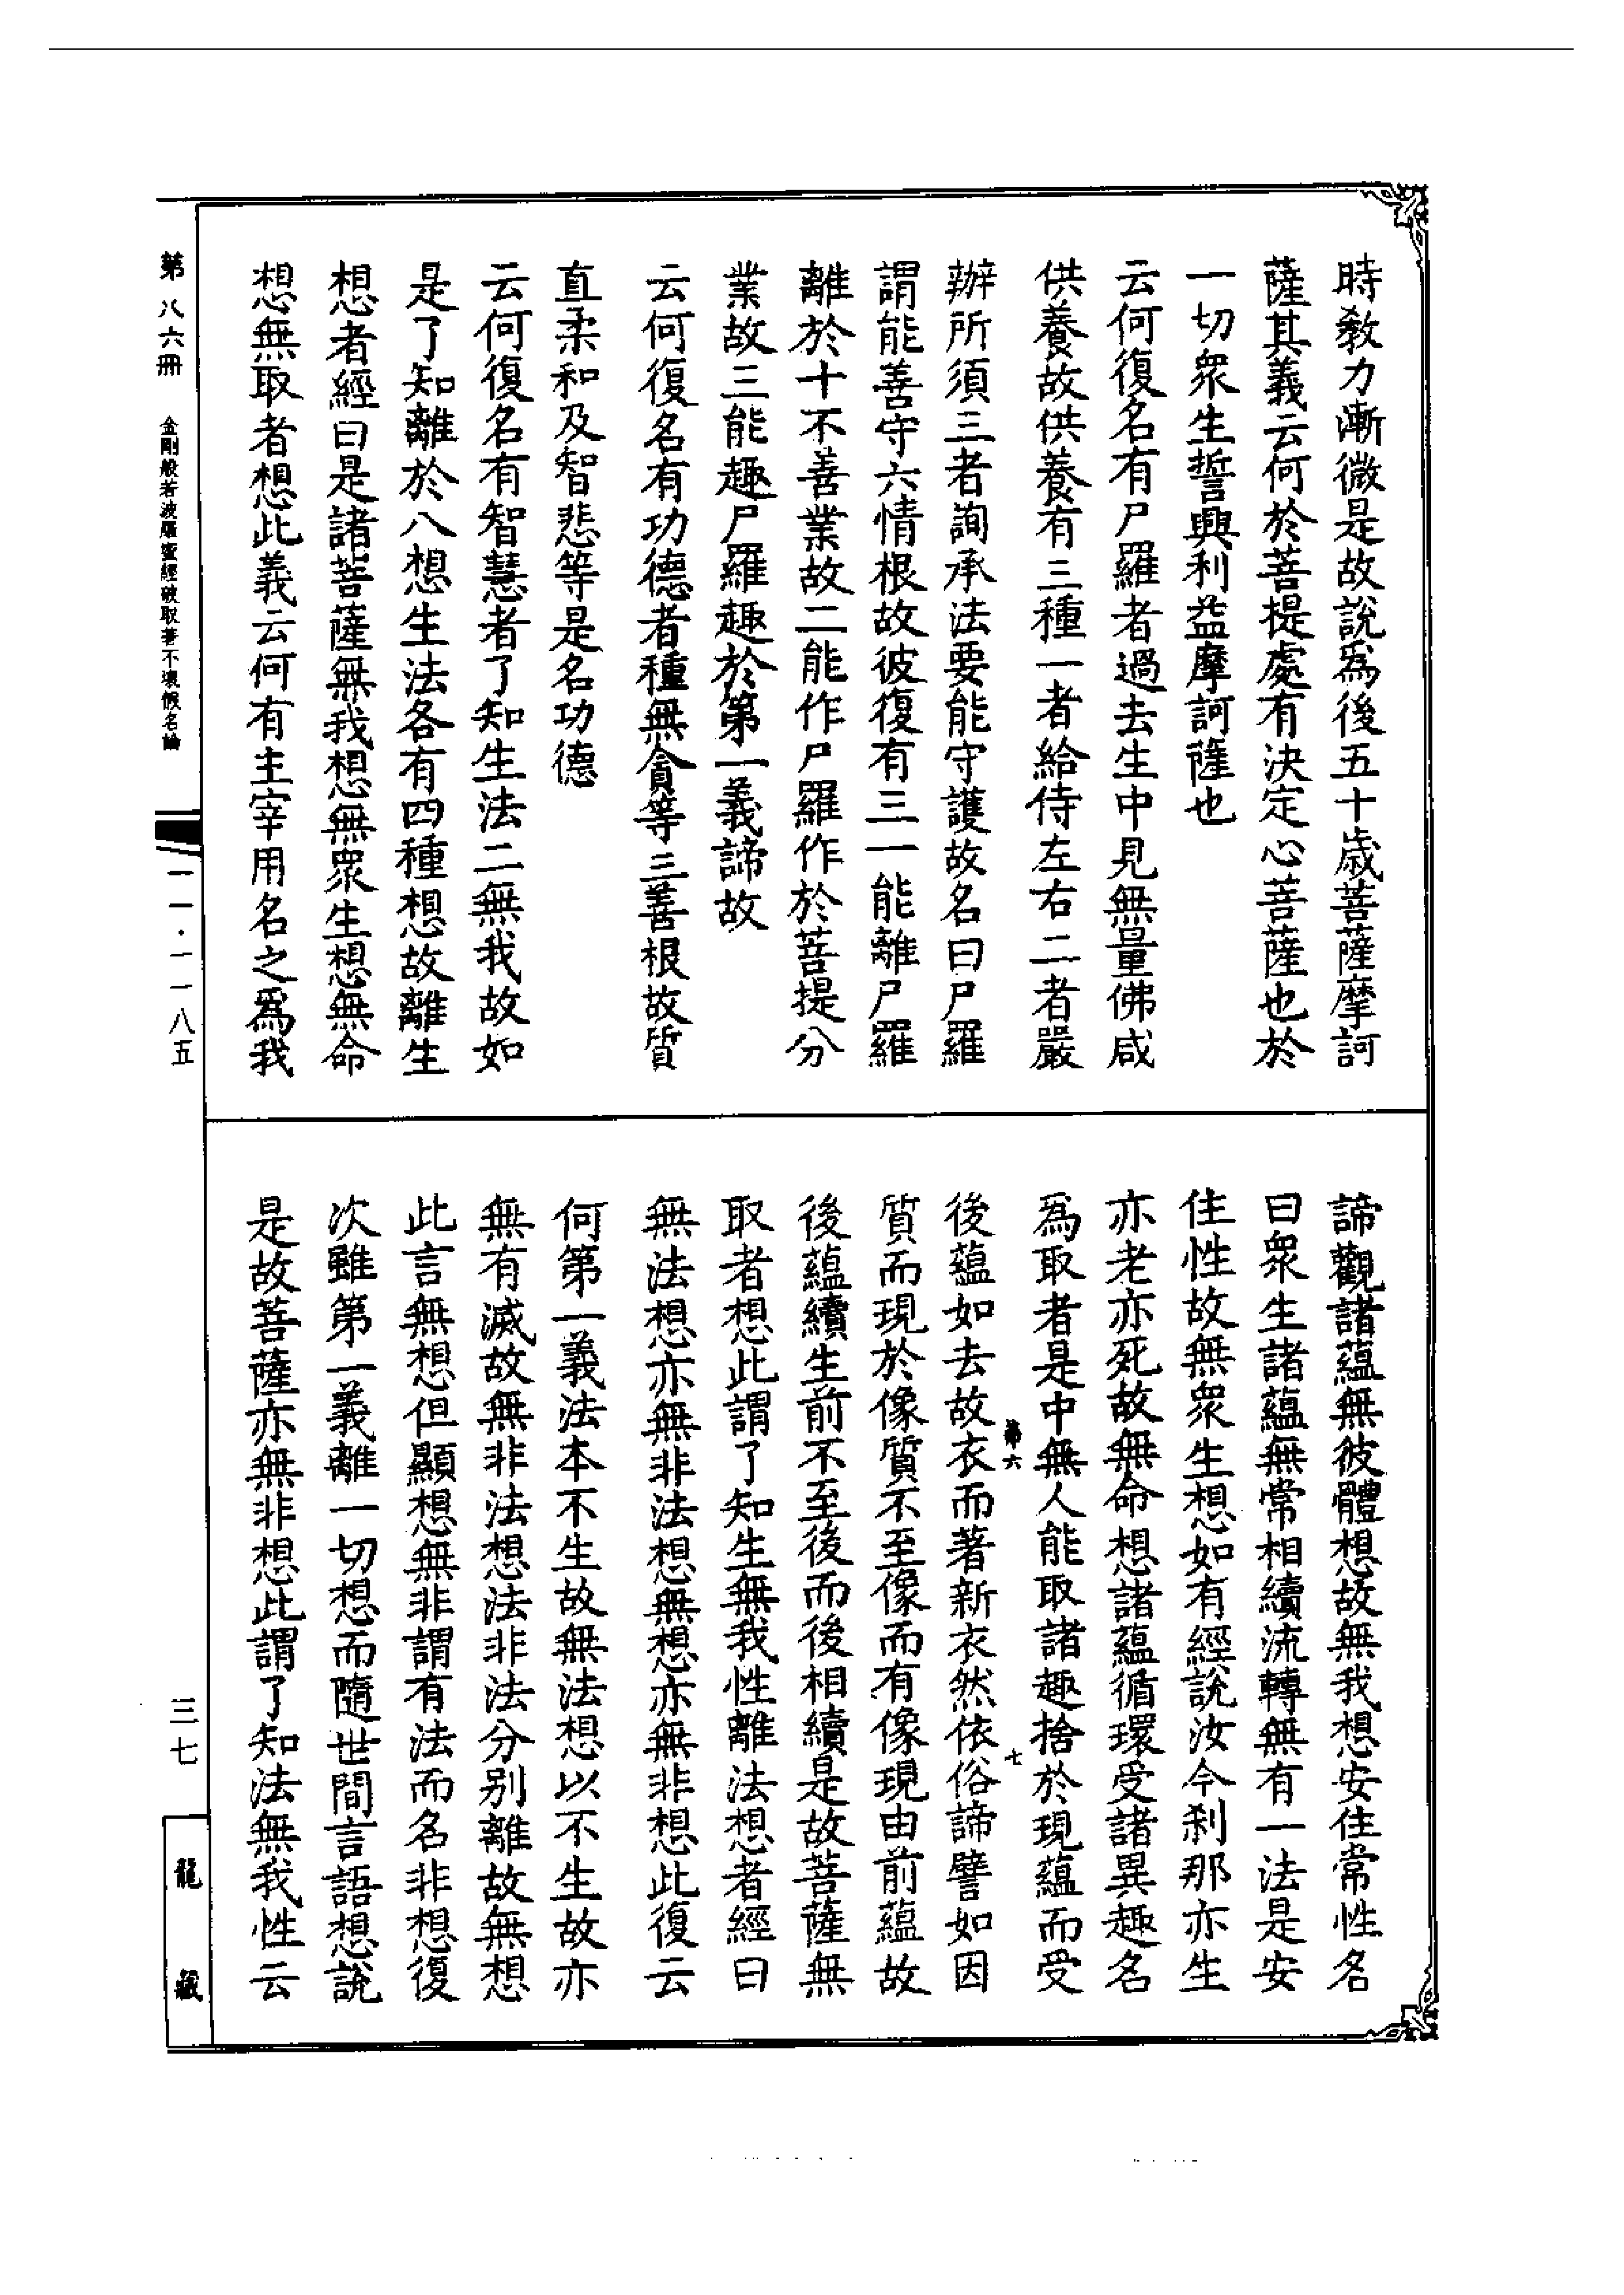 時教力漸微是故說爲後五十歲菩薩摩訶
薩其義云何於菩提處有決定心菩薩也於
一切衆生誓興利益摩訶薩也
云何復名有尸羅者過去生中見無量佛咸
供養故供養有三種一者給侍左右二者嚴
辦所須三者詢承法要能守護故名曰尸羅
謂能善守六情根故彼復有三一能離尸羅
離於十不善業故二能作尸羅作於菩提分
業故三能趣尸羅趣於第一義諦故
云何復名有功德者種無貪等三善根故質
直柔和及智悲等是名功德
云何復名有智慧者了知生法二無我故如
是了知離於八想生法各有四種想故離生
想者經曰是諸菩薩無我想無衆生想無命
想無取者想此義云何有主宰用名之爲我
諦觀諸蘊無彼體想故無我想安住常性名
曰衆生諸蘊無常相續流轉無有一法是安
住性故無衆生想如有經說汝今刹那亦生
亦老亦死故無命想諸蘊循環受諸異趣名
爲取者是中無人能取諸趣捨於現蘊而受
六 七
後蘊如去故衣而著新衣然依俗諦譬如因
質而現於像質不至像而有像現由前蘊故
後蘊續生前不至後而後相續是故菩薩無
取者想此謂了知生無我性離法想者經曰
無法想亦無非法想無想亦無非想此復云
何第一義法本不生故無法想以不生故亦
無有滅故無非法想法非法分別離故無想
此言無想但顯想無非謂有法而名非想復
次雖第一義離一切想而隨世間言語想說
是故菩薩亦無非想此謂了知法無我性云
第八六冊 金剛般若波羅蜜經破取著不壞假名論
一一·一一八五
三七
龍藏